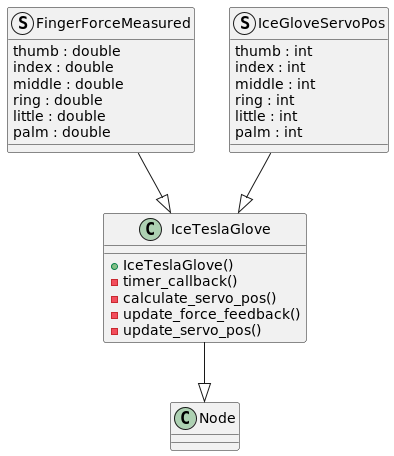 S FingerForceMeasured
thumb : double
index : double
middle : double
ring : double
little : double
palm : double
S IceGloveServoPos
thumb : int
index : int
middle : int
ring : int
little : int
palm : int
C IceTeslaGlove
IceTeslaGlove()
timer_callback()
calculate_servo_pos()
update_force_feedback()
update_servo_pos()
C Node